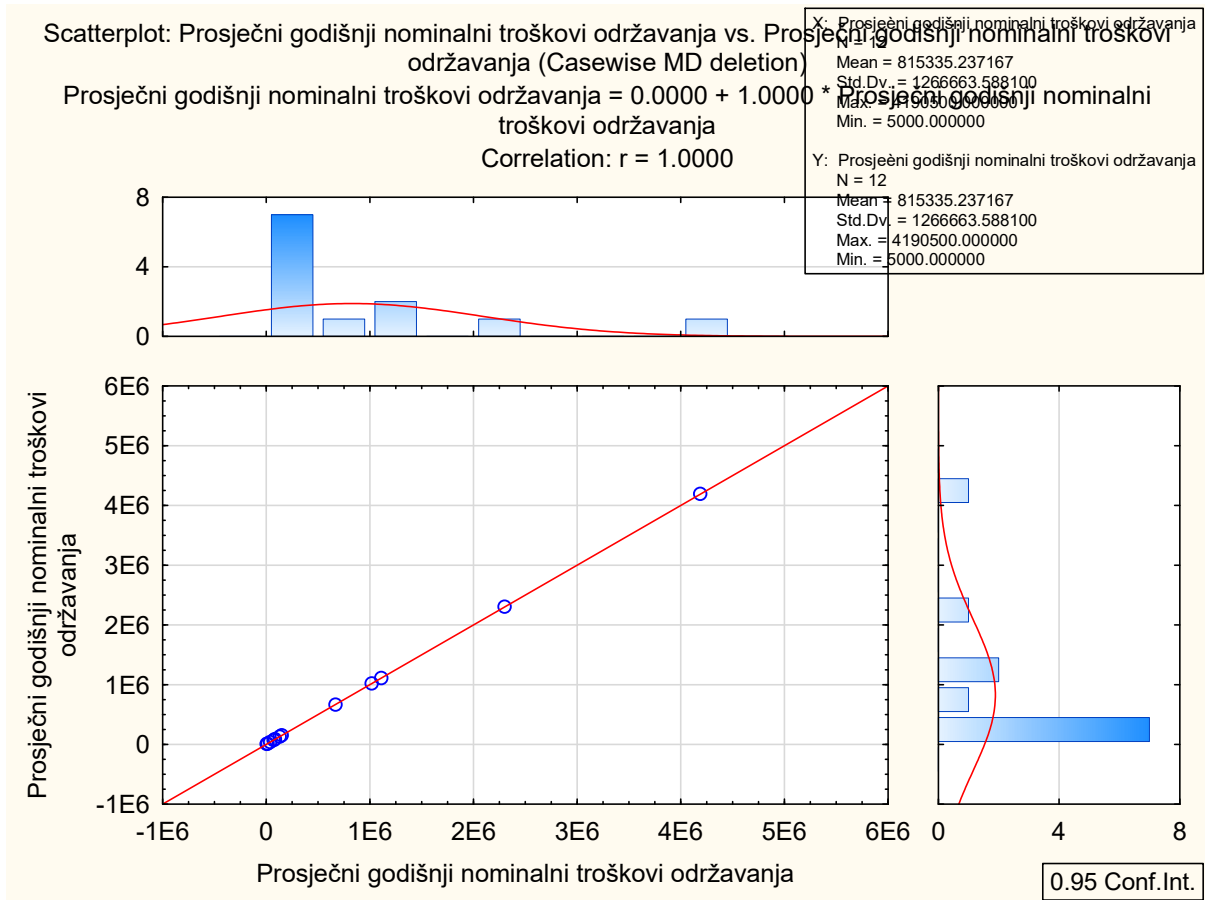 Scatterplot: Prosječni godišnji nominalni troškovi održavanja vs. Prosječni godišnji nominalni troškovi
održavanja (Casewise MD deletion)
Prosječni godišnji nominalni troškovi održavanja = 0.0000 + 1.0000 * Prosječni godišnji nominalni
troškovi održavanja
Correlation: r = 1.0000
X: Prosjeèni godišnji nominalni troškovi održavanja
N = 12
Mean = 815335.237167
Std.Dv. = 1266663.588100
Max. = 4190500.000000
Min. = 5000.000000
Y: Prosjeèni godišnji nominalni troškovi održavanja
N = 12
Mean = 815335.237167
Std.Dv. = 1266663.588100
Max. = 4190500.000000
Min. = 5000.000000
8
4
0
Prosječni godišnji nominalni troškovi
održavanja
6E6
5E6
4E6
3E6
2E6
1E6
0
-1E6
-1E6 0 1E6 2E6 3E6 4E6 5E6 6E6
0 4 8
Prosječni godišnji nominalni troškovi održavanja
0.95 Conf.Int.